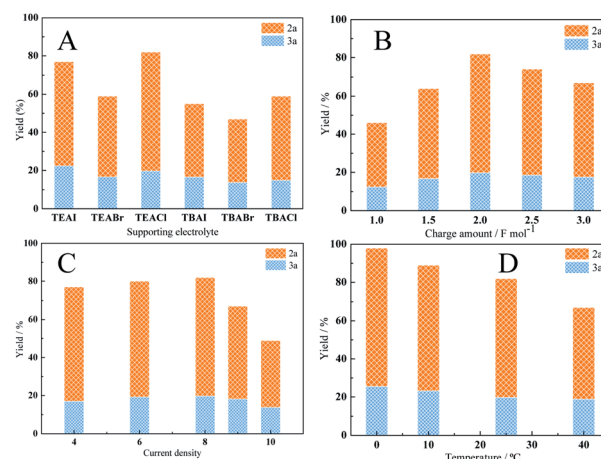 A
2a
3a
Yield (%)
100
80
60
40
20
0
TEAI TEABr TEACl TBAI TBABr TBACl
Supporting electrolyte
B
2a
3a
Yield / %
100
80
60
40
20
0
1.0 1.5 2.0 2.5 3.0
Charge amount / F mol⁻¹
C
2a
3a
Yield / %
100
80
60
40
20
0
4 6 8 10
Current density
D
2a
3a
Yield / %
100
80
60
40
20
0
0 10 20 30 40
Temperature / ºC